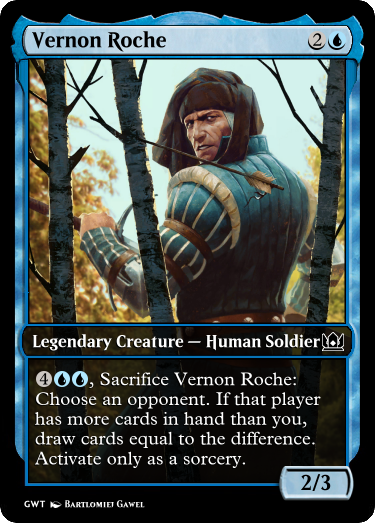 Vernon Roche 2
Legendary Creature — Human Soldier
4, Sacrifice Vernon Roche:
Choose an opponent. If that player
has more cards in hand than you,
draw cards equal to the difference.
Activate only as a sorcery.
2/3
GWT Bartlomiej Gawel